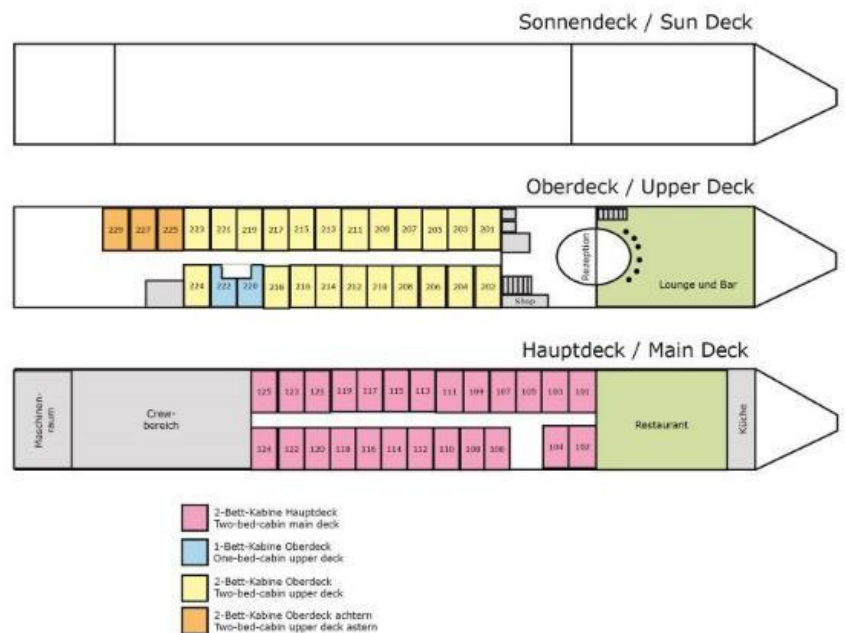 Sonnendeck / Sun Deck
Oberdeck / Upper Deck
229 227 225 223 221 219 217 215 213 211 209 207 205 203 201
Rezeption
Lounge und Bar
224 222 220 218 216 214 212 210 208 206 204 202
Shop
Hauptdeck / Main Deck
125 123 121 119 117 115 113 111 109 107 105 103 101
Maschinen-
raum
Crew-
bereich
Restaurant
Küche
124 122 120 118 116 114 112 110 108 106 104 102
2-Bett-Kabine Hauptdeck
Two-bed-cabin main deck
1-Bett-Kabine Oberdeck
One-bed-cabin upper deck
2-Bett-Kabine Oberdeck
Two-bed-cabin upper deck
2-Bett-Kabine Oberdeck achtern
Two-bed-cabin upper deck astern